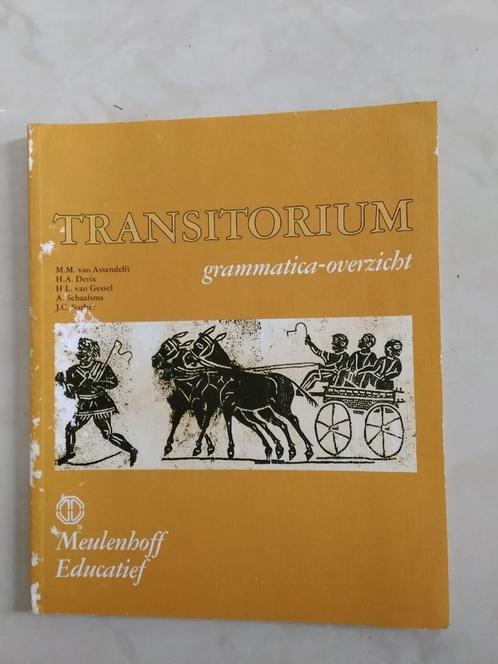 TRANSITORIUM
grammatica-overzicht
M.M. van Assendelft
H.A. Derix
H.L. van Gessel
A. Schaafsma
J.C.
Meulenhoff
Educatief